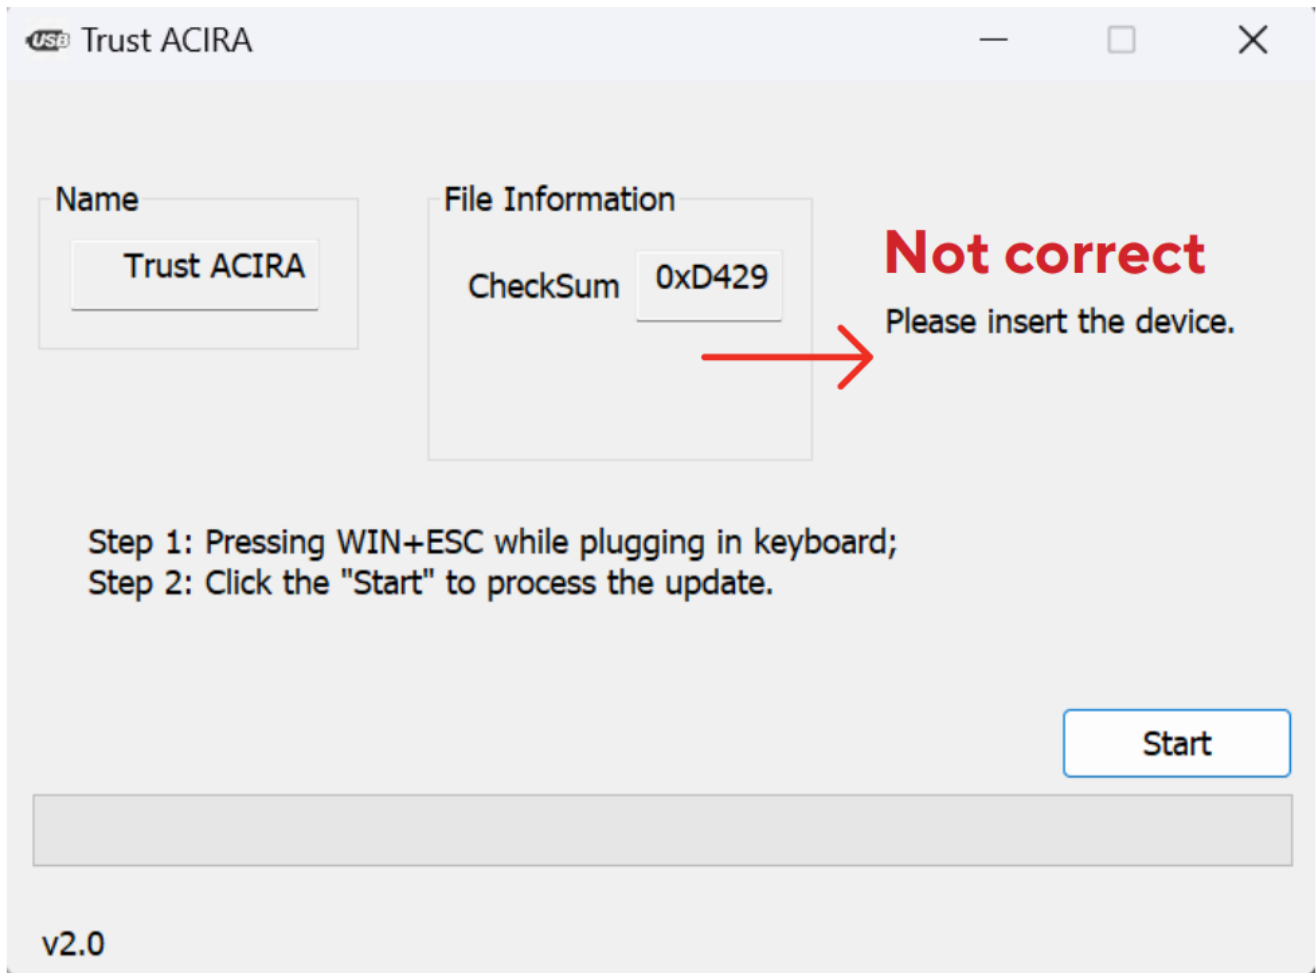 USB Trust ACIRA
Name
Trust ACIRA
File Information
CheckSum 0xD429
Not correct
Please insert the device.
Step 1: Pressing WIN+ESC while plugging in keyboard;
Step 2: Click the "Start" to process the update.
Start
v2.0